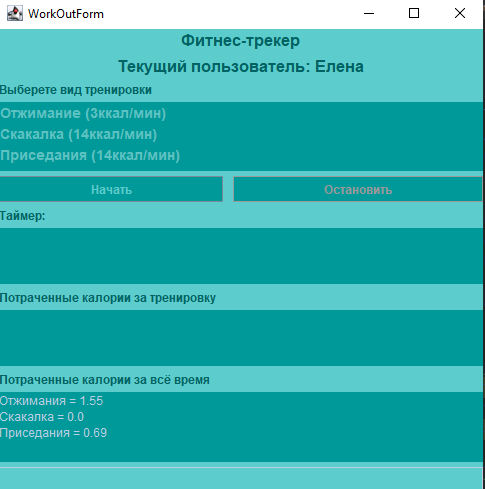 WorkOutForm
Фитнес-трекер
Текущий пользователь: Елена
Выберете вид тренировки
Отжимание (3ккал/мин)
Скакалка (14ккал/мин)
Приседания (14ккал/мин)
Начать
Остановить
Таймер:
Потраченные калории за тренировку
Потраченные калории за всё время
Отжимания = 1.55
Скакалка = 0.0
Приседания = 0.69